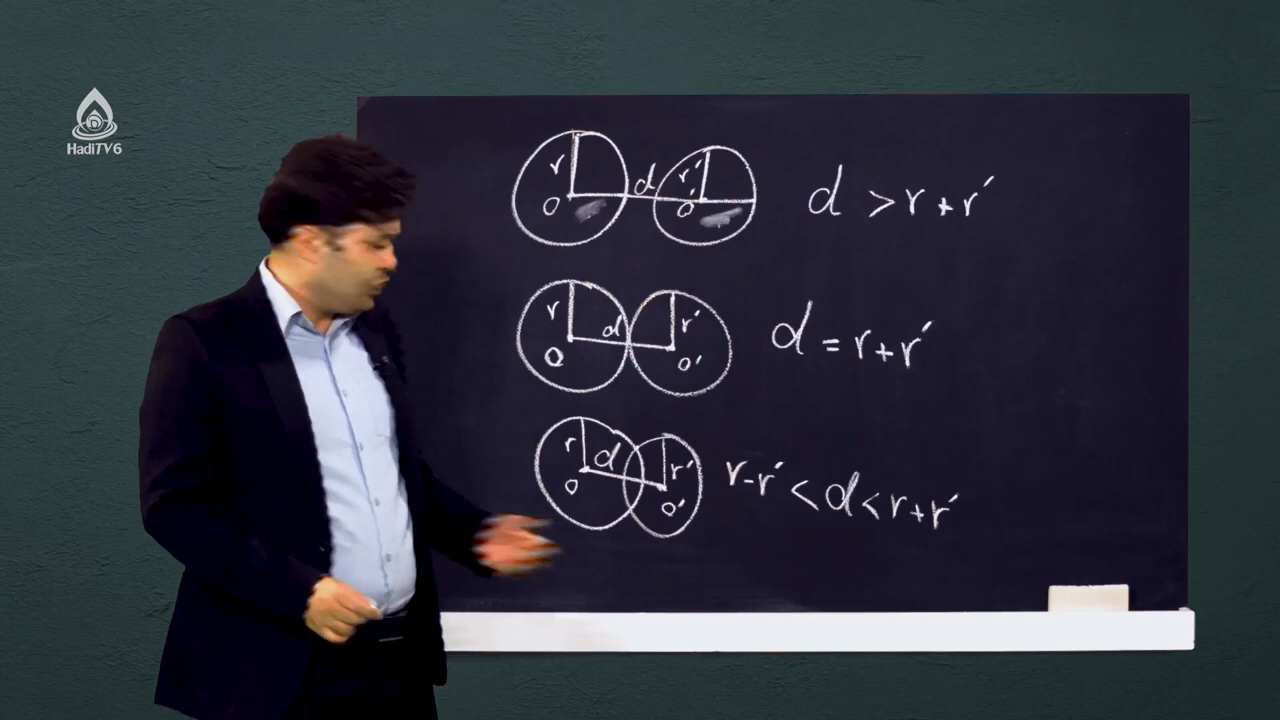 HadiTV6
r d r′
O O′
d > r + r′
r d r′
O O′
d = r + r′
r d r′
O O′
r - r′ < d < r + r′